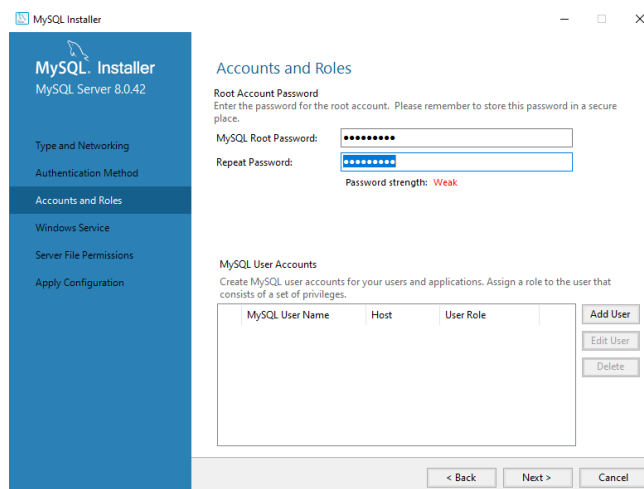 MySQL Installer
MySQL. Installer
MySQL Server 8.0.42
Type and Networking
Authentication Method
Accounts and Roles
Windows Service
Server File Permissions
Apply Configuration
Accounts and Roles
Root Account Password
Enter the password for the root account. Please remember to store this password in a secure
place.
MySQL Root Password:
Repeat Password:
Password strength: Weak
MySQL User Accounts
Create MySQL user accounts for your users and applications. Assign a role to the user that
consists of a set of privileges.
MySQL User Name Host User Role
Add User
Edit User
Delete
< Back Next > Cancel